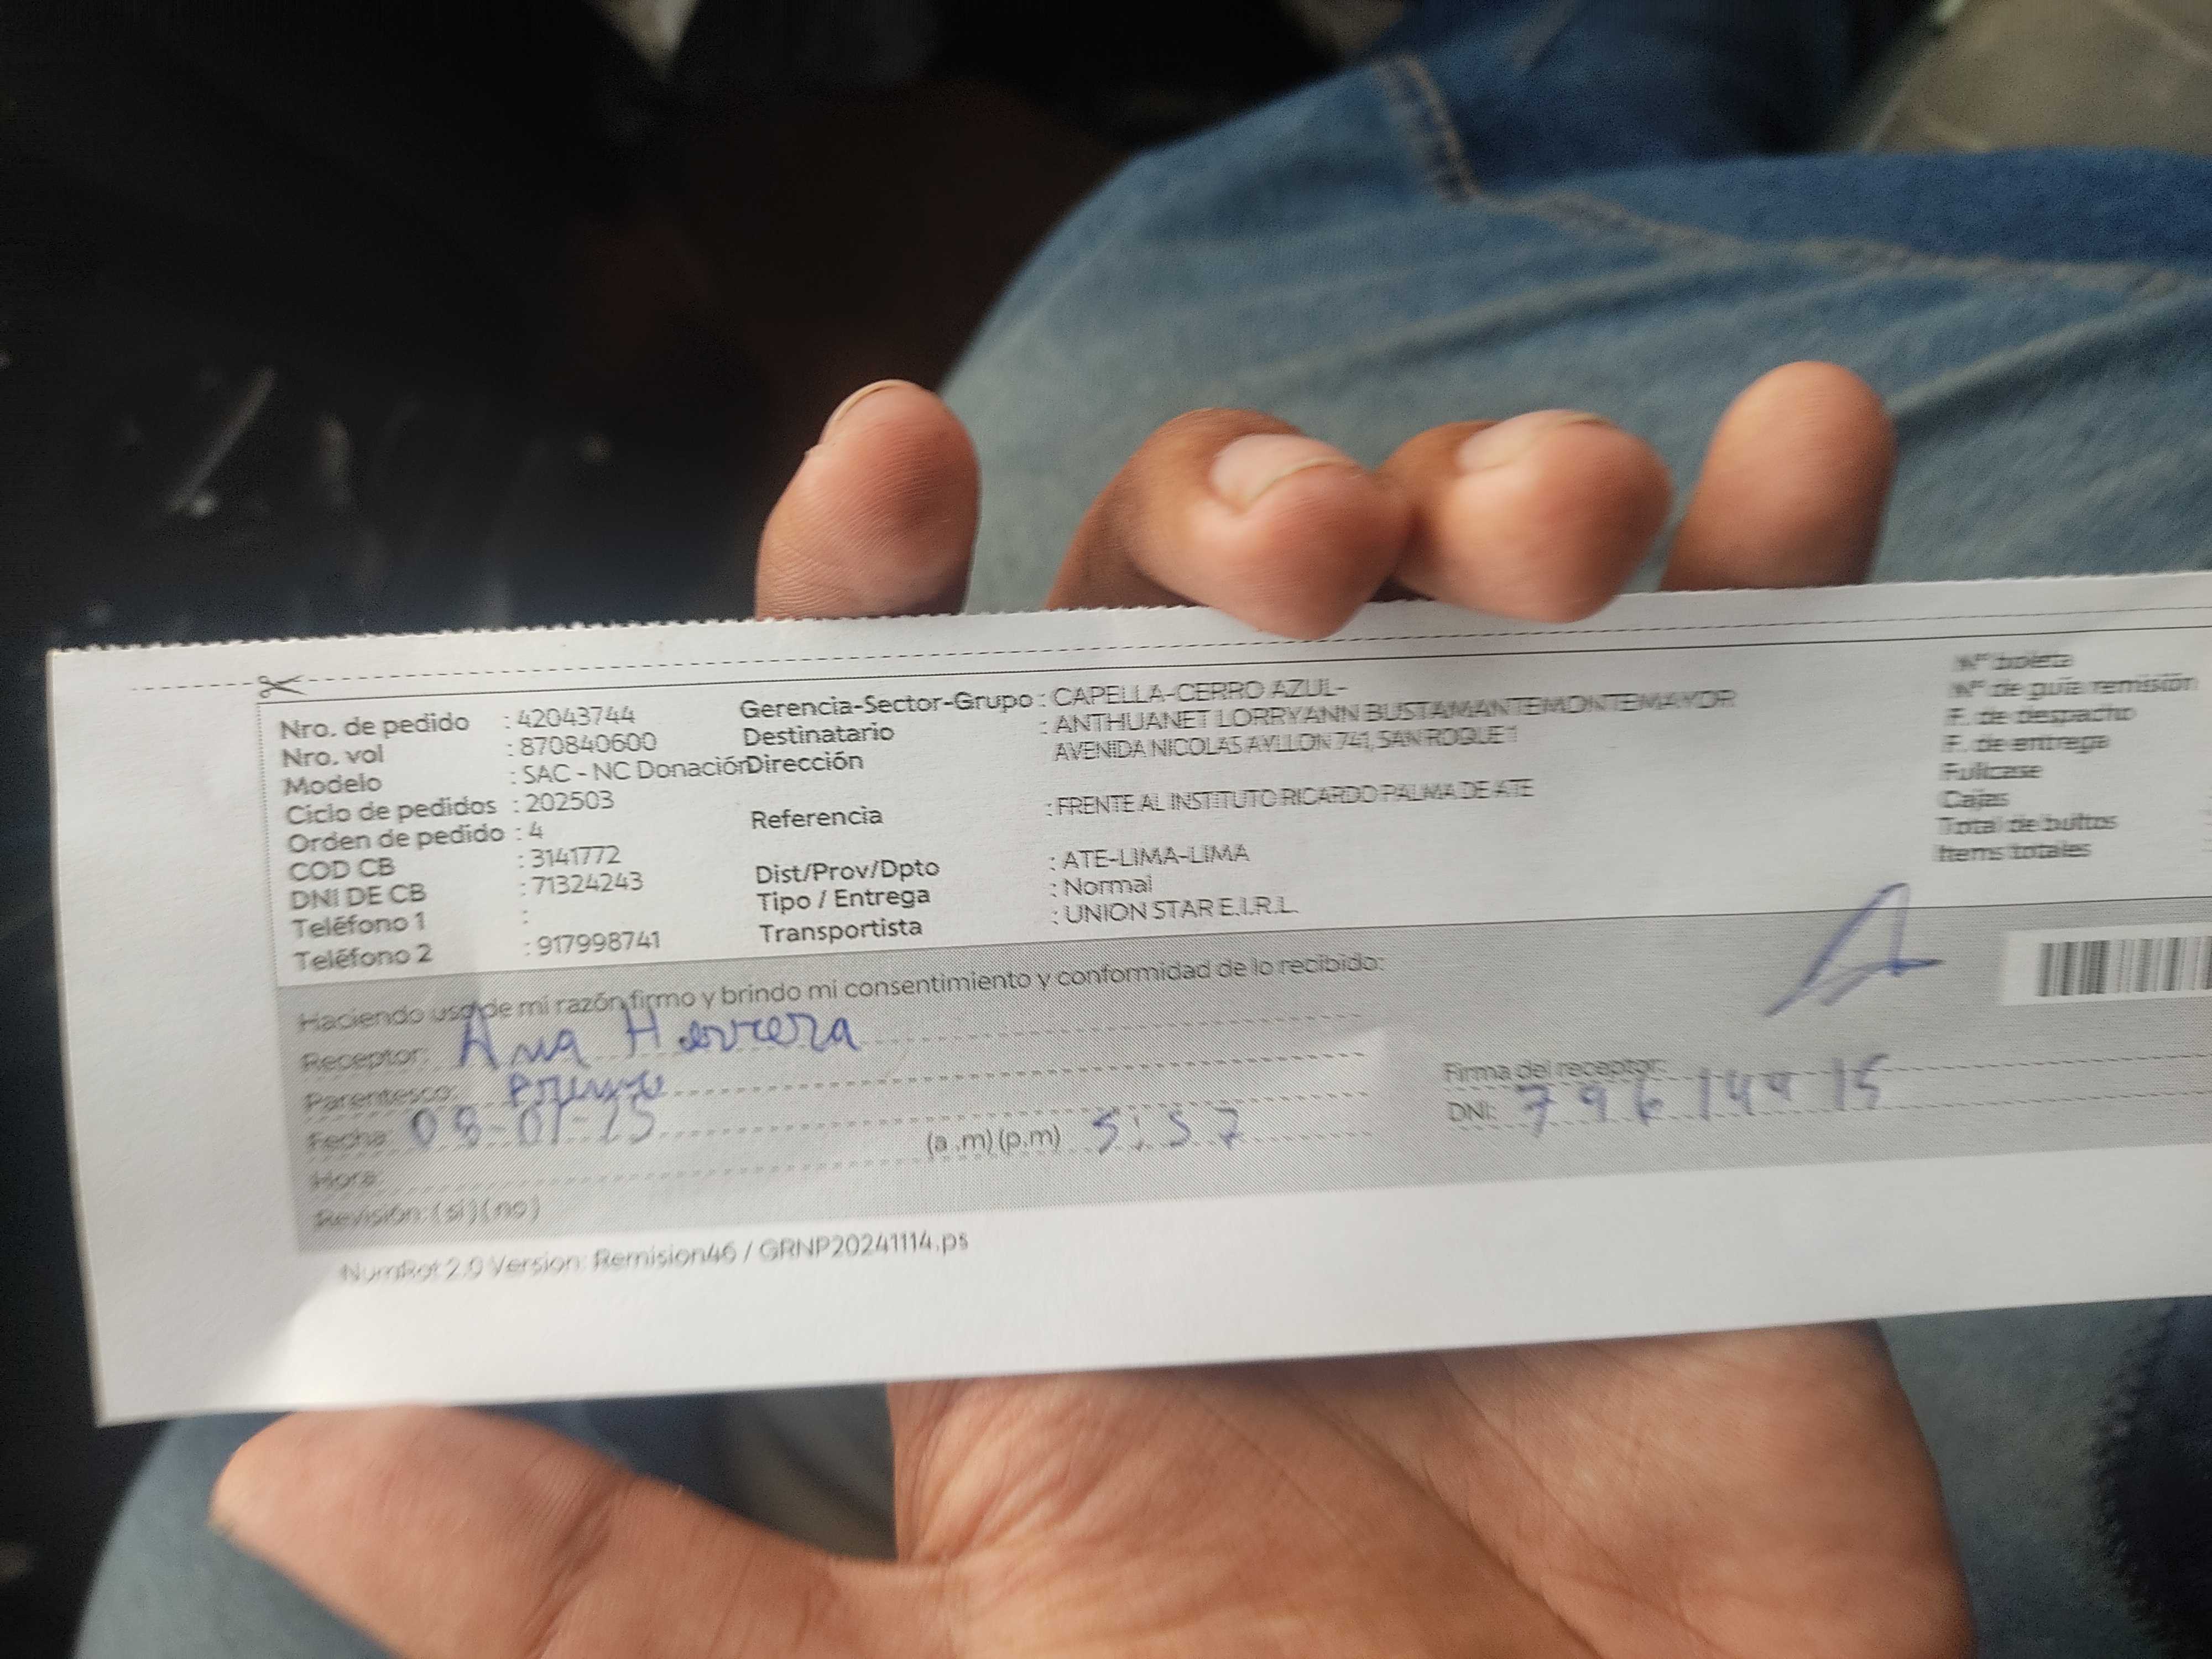 Nro. de pedido : 42043744
Nro. vol : 870840600
Modelo : SAC - NC Donación
Ciclo de pedidos : 202503
Orden de pedido : 4
COD CB : 3141772
DNI DE CB : 71324243
Teléfono 1 :
Teléfono 2 : 917998741
Gerencia-Sector-Grupo : CAPELLA-CERRO AZUL-
Destinatario : ANTHUANET LORRYANN BUSTAMANTEMONTEMAYOR
Dirección AVENIDA NICOLAS AYLLON 741, SAN ROQUE 1
Referencia : FRENTE AL INSTITUTO RICARDO PALMA DE ATE
Dist/Prov/Dpto : ATE-LIMA-LIMA
Tipo / Entrega : Normal
Transportista : UNION STAR E.I.R.L.
N° boleta
N° de guía remisión
F. de despacho
F. de entrega
Fullcase
Cajas
Total de bultos
Items totales
Haciendo uso de mi razón firmo y brindo mi consentimiento y conformidad de lo recibido:
Receptor: Ana Herrera
Parentesco:
Fecha: 08-01-25
Hora: (a.m)(p.m) 5:57
Revisión: (si)(no)
Firma del receptor:
DNI:
NumRot 2.0 Version: Remision46 / GRNP20241114.ps